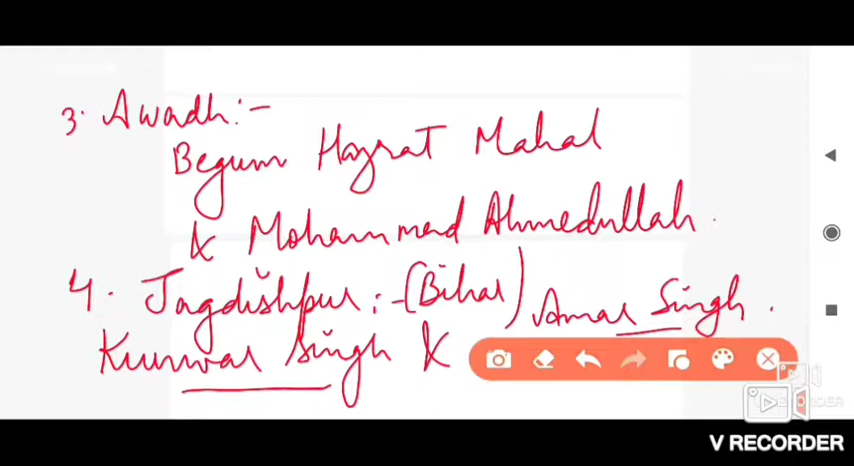 3. Awadh:-
Begum Hazrat Mahal
& Mohammed Ahmedullah.
4. Jagdishpur:-(Bihar) Amar Singh.
Kunwar Singh &
V RECORDER